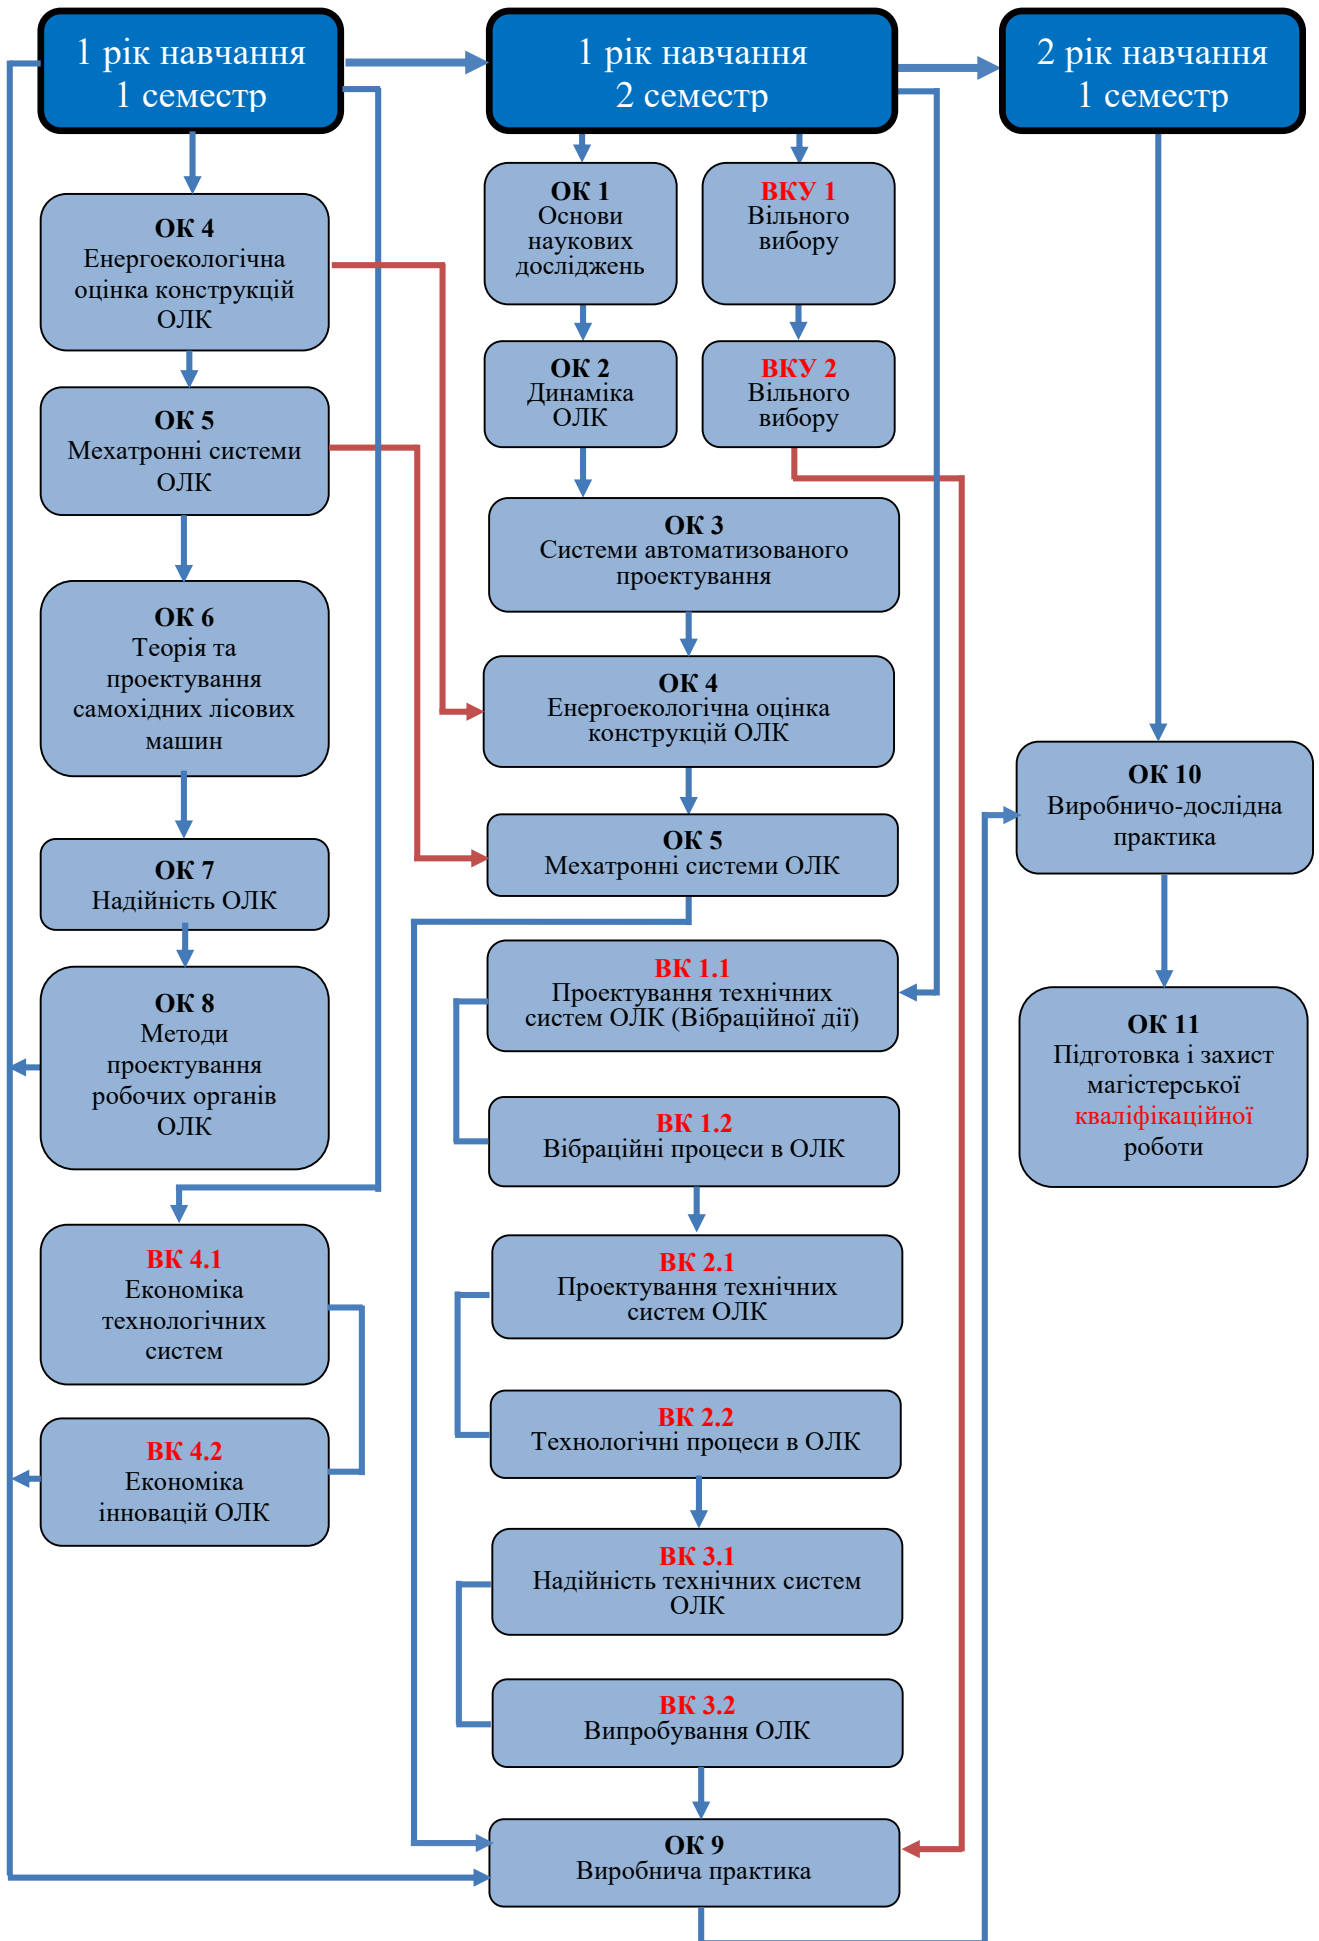 1 рік навчання
1 семестр
1 рік навчання
2 семестр
2 рік навчання
1 семестр
ОК 4
Енергоекологічна
оцінка конструкцій
ОЛК
ОК 5
Мехатронні системи
ОЛК
ОК 6
Теорія та
проектування
самохідних лісових
машин
ОК 7
Надійність ОЛК
ОК 8
Методи
проектування
робочих органів
ОЛК
ВК 4.1
Економіка
технологічних
систем
ВК 4.2
Економіка
інновацій ОЛК
ОК 1
Основи
наукових
досліджень
ВКУ 1
Вільного
вибору
ОК 2
Динаміка
ОЛК
ВКУ 2
Вільного
вибору
ОК 3
Системи автоматизованого
проектування
ОК 4
Енергоекологічна оцінка
конструкцій ОЛК
ОК 5
Мехатронні системи ОЛК
ВК 1.1
Проектування технічних
систем ОЛК (Вібраційної дії)
ВК 1.2
Вібраційні процеси в ОЛК
ВК 2.1
Проектування технічних
систем ОЛК
ВК 2.2
Технологічні процеси в ОЛК
ВК 3.1
Надійність технічних систем
ОЛК
ВК 3.2
Випробування ОЛК
ОК 9
Виробнича практика
ОК 10
Виробничо-дослідна
практика
ОК 11
Підготовка і захист
магістерської
кваліфікаційної
роботи